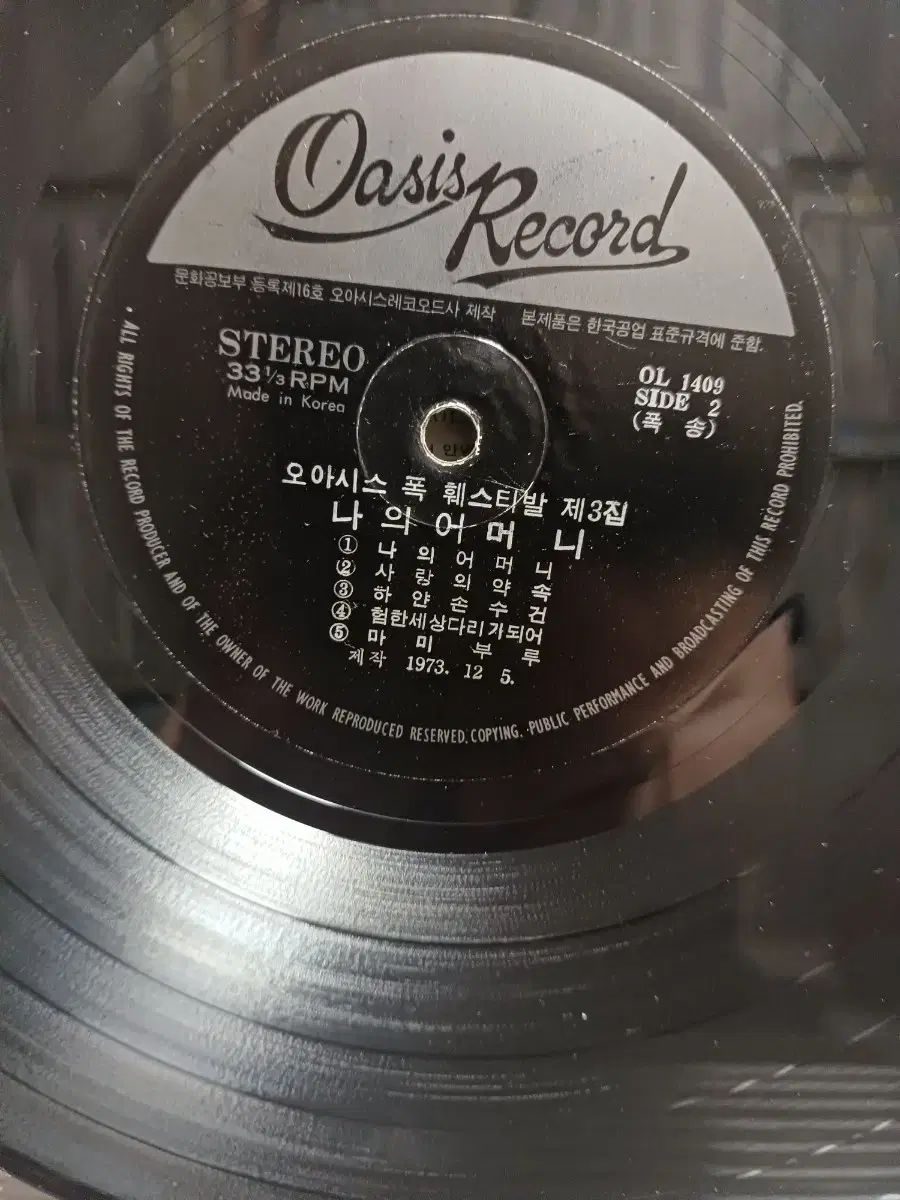 Oasis
Record
문화공보부 등록제16호 오아시스레코오드사 제작 본제품은 한국공업 표준규격에 준함.
STEREO
33 1/3 RPM
Made in Korea
OL 1409
SIDE 2
(폭 송)
오아시스 폭 훼스티발 제3집
나의어머니
① 나의어머니
② 사랑의약속
③ 하얀손수건
④ 험한세상다리가되어
⑤ 마미부루
제작 1973. 12 5.
• ALL RIGHTS OF THE RECORD PRODUCER AND OF THE OWNER OF THE WORK REPRODUCED RESERVED. COPYING. ·PUBLIC PERFORMANCE AND BROADCASTING OF THIS RECORD PROHIBITED.